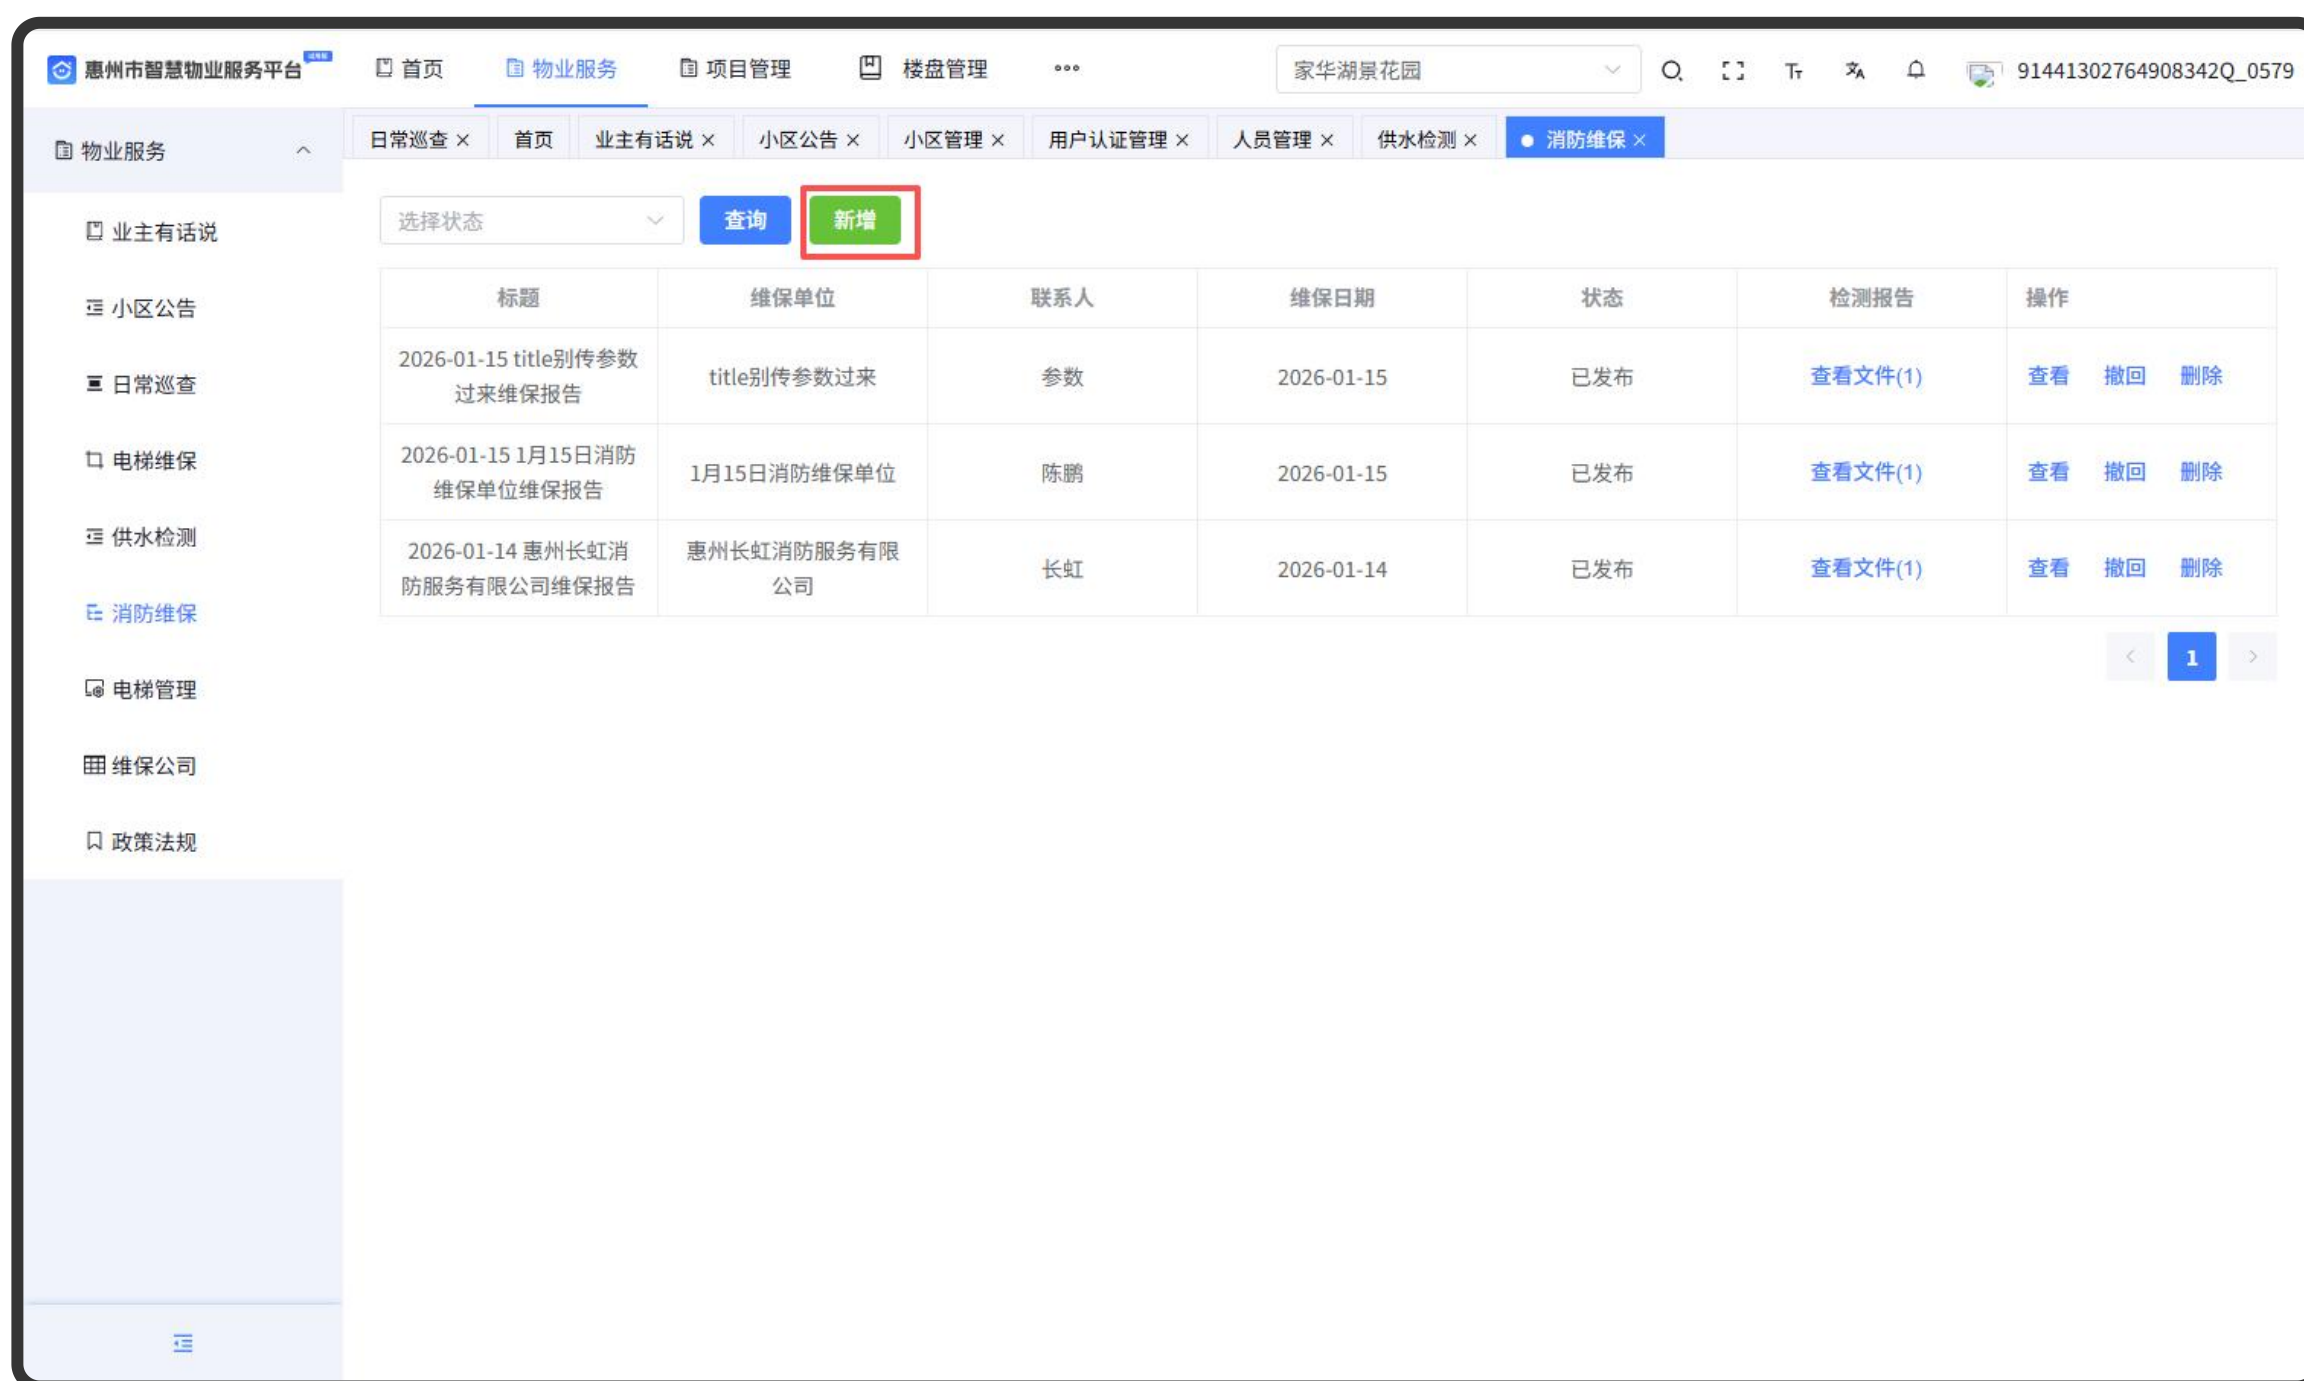 惠州市智慧物业服务平台
首页 物业服务 项目管理 楼盘管理
家华湖景花园
91441302764908342Q_0579
物业服务
日常巡查 首页 业主有话说 小区公告 小区管理 用户认证管理 人员管理 供水检测 消防维保
业主有话说
小区公告
日常巡查
电梯维保
供水检测
消防维保
电梯管理
维保公司
政策法规
选择状态 查询 新增
标题 维保单位 联系人 维保日期 状态 检测报告 操作
2026-01-15 title别传参数
过来维保报告
title别传参数过来 参数 2026-01-15 已发布 查看文件(1) 查看 撤回 删除
2026-01-15 1月15日消防
维保单位维保报告
1月15日消防维保单位 陈鹏 2026-01-15 已发布 查看文件(1) 查看 撤回 删除
2026-01-14 惠州长虹消
防服务有限公司维保报告
惠州长虹消防服务有限
公司
长虹 2026-01-14 已发布 查看文件(1) 查看 撤回 删除
1